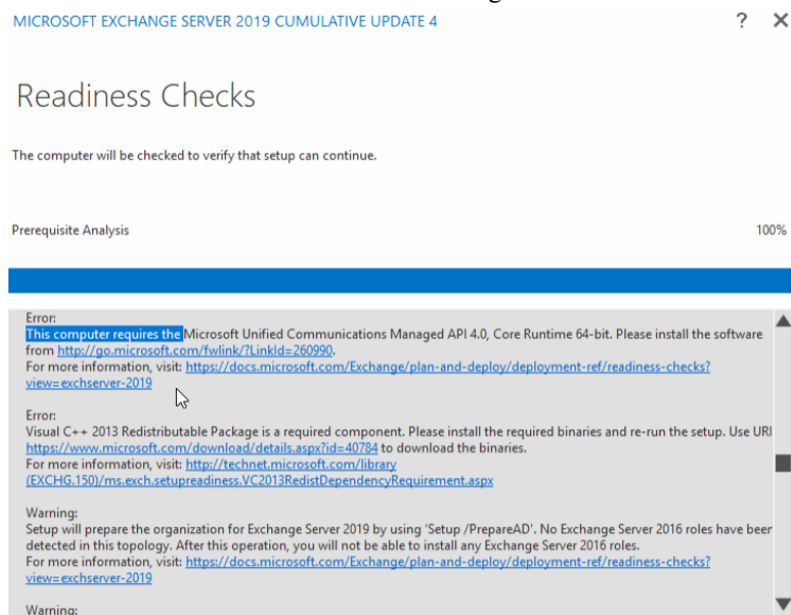 MICROSOFT EXCHANGE SERVER 2019 CUMULATIVE UPDATE 4
?
Readiness Checks
The computer will be checked to verify that setup can continue.
Prerequisite Analysis 100%
Error:
This computer requires the Microsoft Unified Communications Managed API 4.0, Core Runtime 64-bit. Please install the software
from http://go.microsoft.com/fwlink/?LinkId=260990.
For more information, visit: https://docs.microsoft.com/Exchange/plan-and-deploy/deployment-ref/readiness-checks?
view=exchserver-2019
Error:
Visual C++ 2013 Redistributable Package is a required component. Please install the required binaries and re-run the setup. Use URI
https://www.microsoft.com/download/details.aspx?id=40784 to download the binaries.
For more information, visit: http://technet.microsoft.com/library
(EXCHG.150)/ms.exch.setupreadiness.VC2013RedistDependencyRequirement.aspx
Warning:
Setup will prepare the organization for Exchange Server 2019 by using 'Setup /PrepareAD'. No Exchange Server 2016 roles have beer
detected in this topology. After this operation, you will not be able to install any Exchange Server 2016 roles.
For more information, visit: https://docs.microsoft.com/Exchange/plan-and-deploy/deployment-ref/readiness-checks?
view=exchserver-2019
Warning: